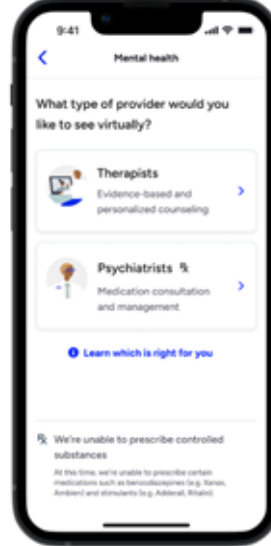 9:41
Mental health
What type of provider would you
like to see virtually?
Therapists
Evidence-based and
personalized counseling
Psychiatrists ℞
Medication consultation
and management
Learn which is right for you
℞ We're unable to prescribe controlled
substances
At this time, we're unable to prescribe certain
medications such as benzodiazepines (e.g. Xanax,
Ambien) and stimulants (e.g. Adderall, Ritalin).